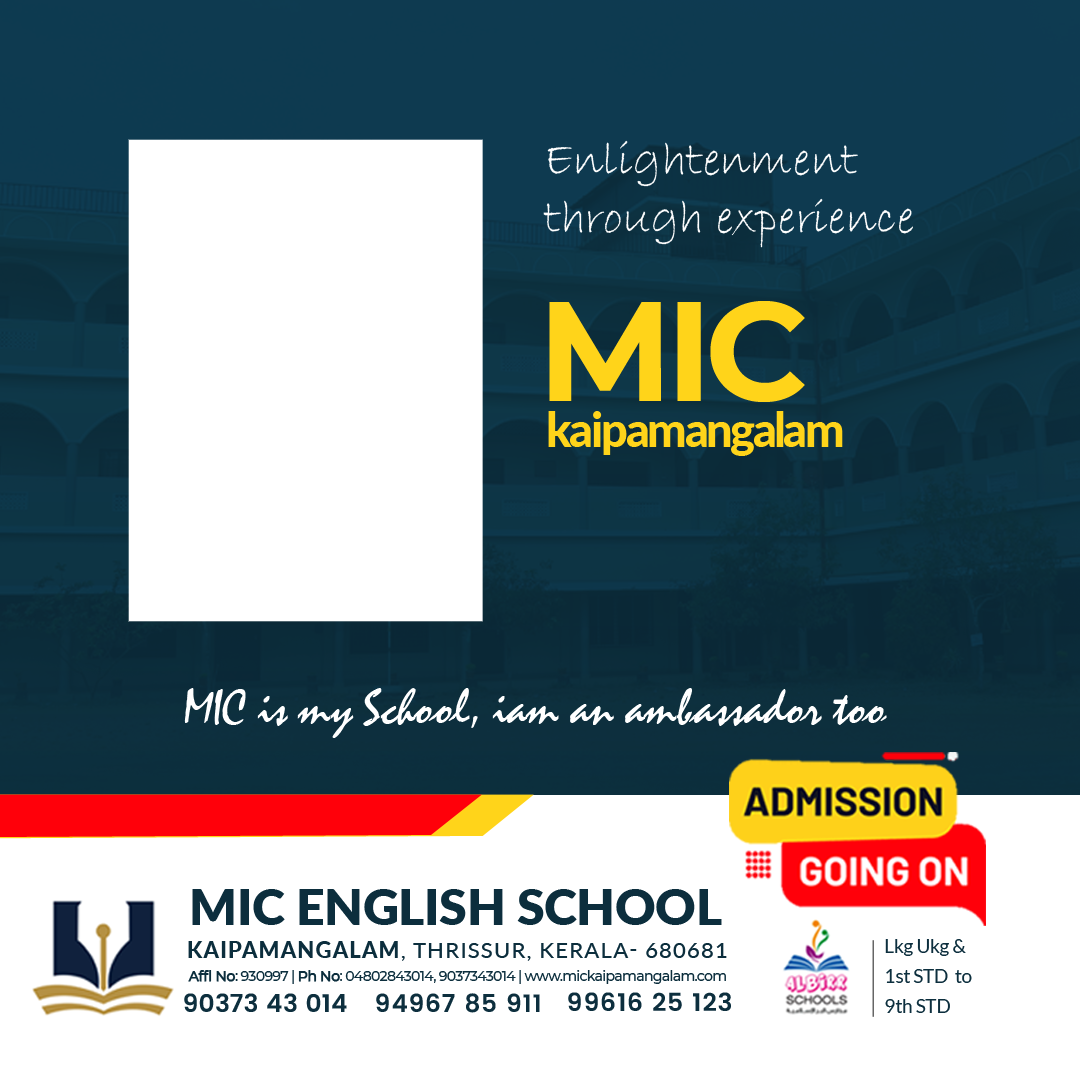 Enlightenment
through experience
MIC
kaipamangalam
MIC is my School, iam an ambassador too
ADMISSION
GOING ON
MIC ENGLISH SCHOOL
KAIPAMANGALAM, THRISSUR, KERALA- 680681
Affl No: 930997 | Ph No: 04802843014, 9037343014 | www.mickaipamangalam.com
90373 43 014 94967 85 911 99616 25 123
ALBIRR
SCHOOLS
Lkg Ukg &
1st STD to
9th STD